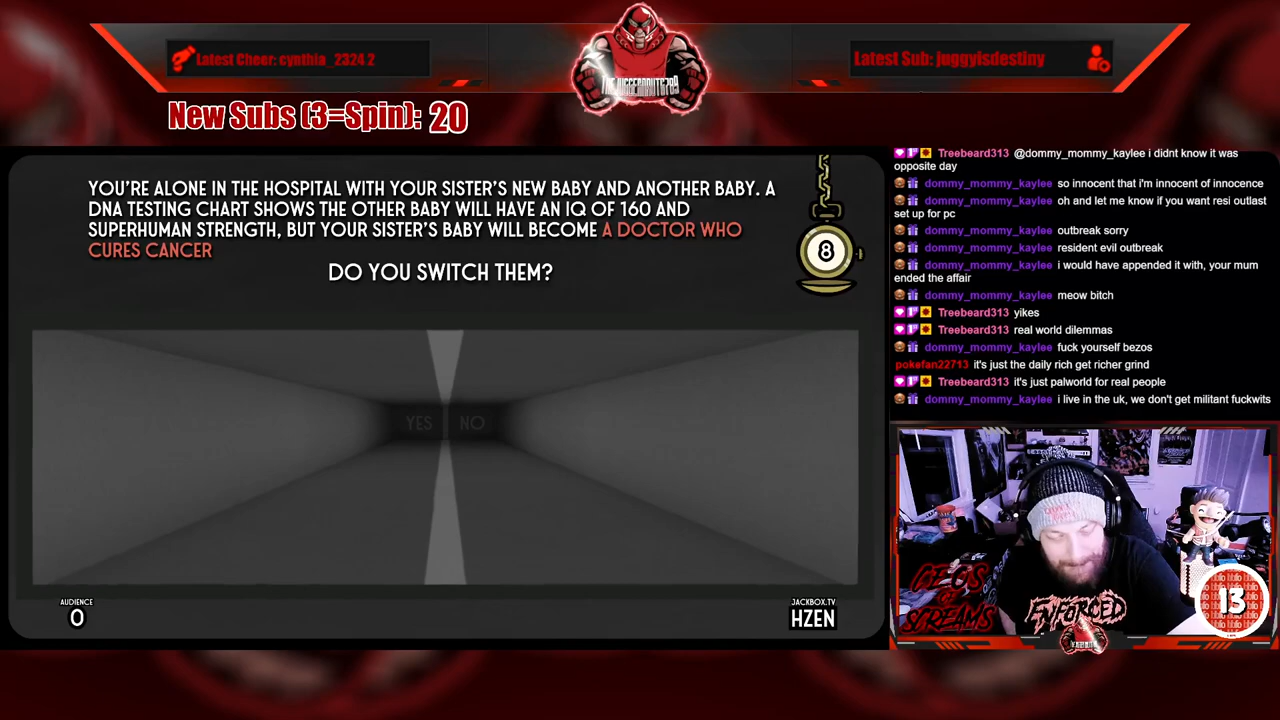 Latest Cheer: cynthia_2324 2
THEJUGGERNAUT6789
Latest Sub: juggyisdestiny
New Subs (3=Spin): 20
YOU'RE ALONE IN THE HOSPITAL WITH YOUR SISTER'S NEW BABY AND ANOTHER BABY. A
DNA TESTING CHART SHOWS THE OTHER BABY WILL HAVE AN IQ OF 160 AND
SUPERHUMAN STRENGTH, BUT YOUR SISTER'S BABY WILL BECOME A DOCTOR WHO
CURES CANCER
DO YOU SWITCH THEM?
8
YES NO
AUDIENCE
0
JACKBOX.TV
HZEN
Treebeard313 @dommy_mommy_kaylee i didnt know it was
opposite day
dommy_mommy_kaylee so innocent that i'm innocent of innocence
dommy_mommy_kaylee oh and let me know if you want resi outlast
set up for pc
dommy_mommy_kaylee outbreak sorry
dommy_mommy_kaylee resident evil outbreak
dommy_mommy_kaylee i would have appended it with, your mum
ended the affair
dommy_mommy_kaylee meow bitch
Treebeard313 yikes
Treebeard313 real world dilemmas
dommy_mommy_kaylee fuck yourself bezos
pokefan22713 it's just the daily rich get richer grind
Treebeard313 it's just palworld for real people
dommy_mommy_kaylee i live in the uk, we don't get militant fuckwits
SCREAMS
ENFORCED
13